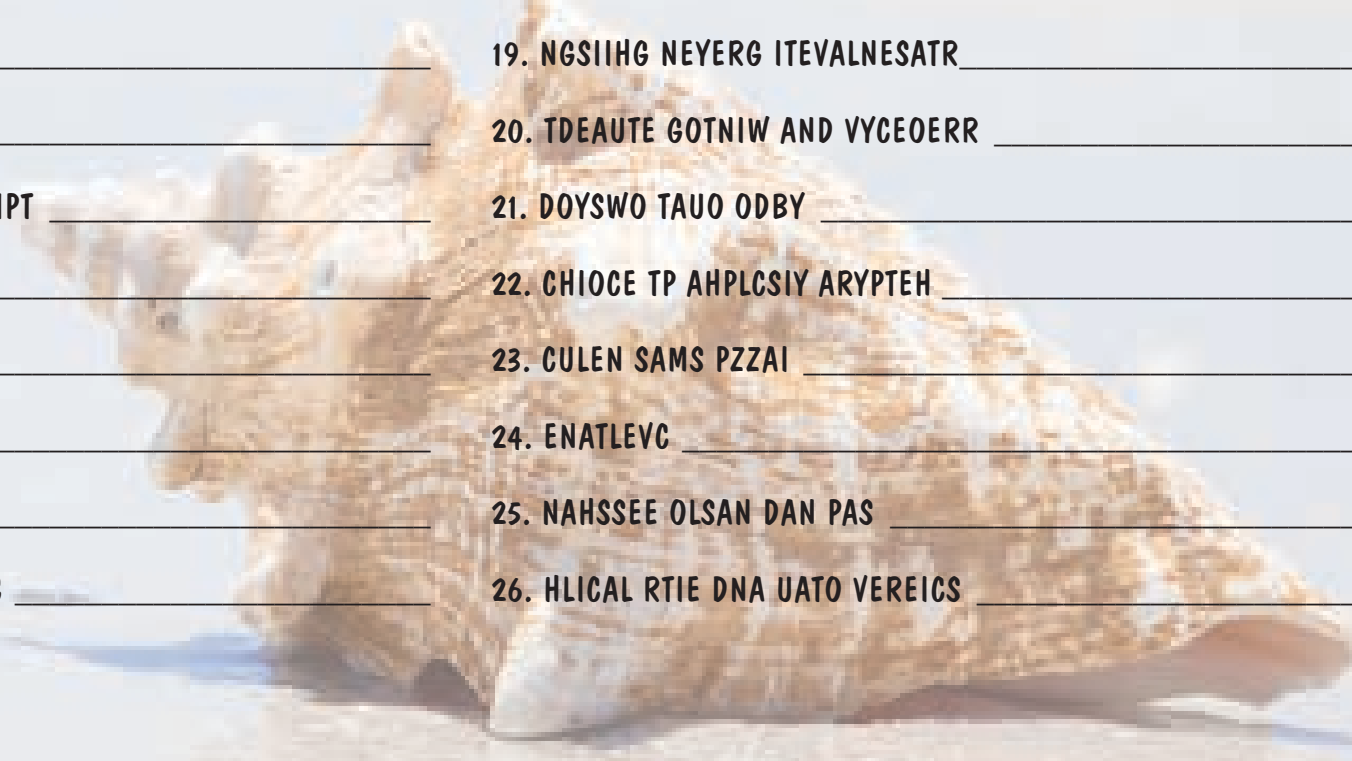 IPT
19. NGSIIHG NEYERG ITEVALNESATR
20. TDEAUTE GOTNIW AND VYCEOERR
21. DOYSWO TAUO ODBY
22. CHIOCE TP AHPLCSIY ARYPTEH
23. CULEN SAMS PZZAI
24. ENATLEVC
25. NAHSSEE OLSAN DAN PAS
26. HLICAL RTIE DNA UATO VEREICS